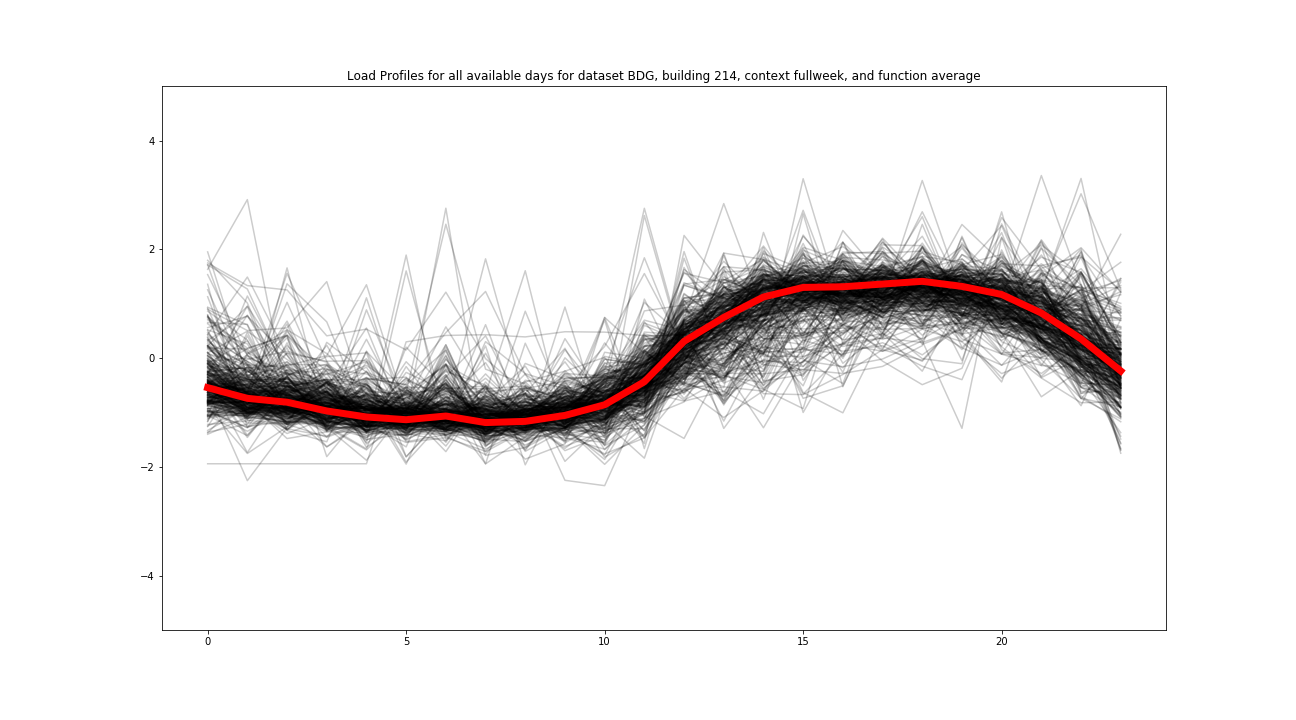 Load Profiles for all available days for dataset BDG, building 214, context fullweek, and function average
4
2
0
−2
−4
0 5 10 15 20